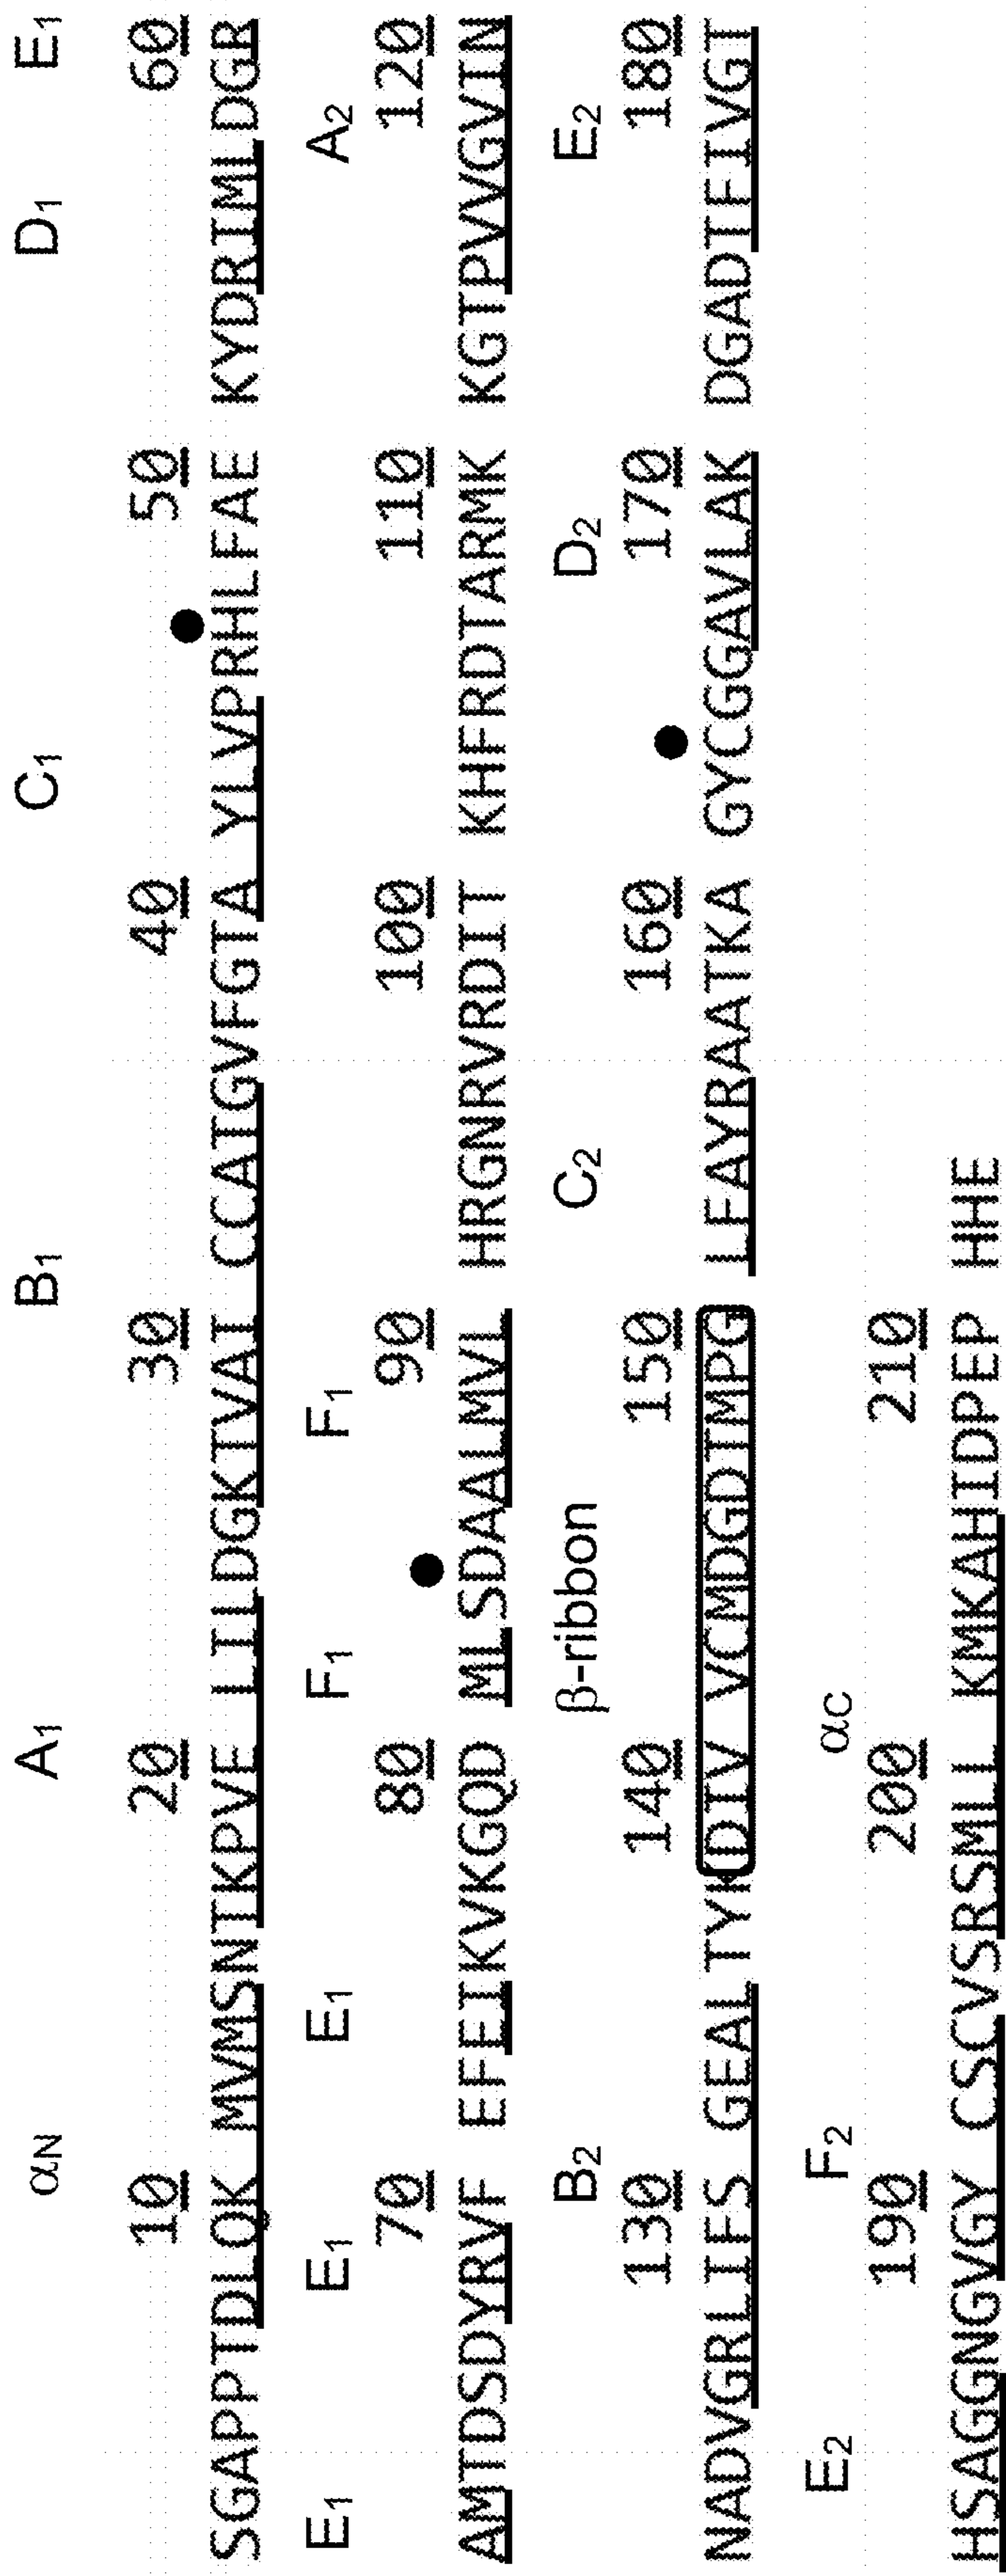 αN A₁ B₁ C₁ D₁ E₁
10 20 30 40 50 60
SGAPPTDLQK MVMSNTKPVE LILDGKTVAI CCATGVFGTA YLVPRHLFAE KYDRIMLDGR
E₁ E₁ E₁ F₁ F₁ A₂
70 80 90 100 110 120
AMTDSDYRVF EFEIKVKGQD MLSDAALMVL HRGNRVRDIT KHFRDTARMK KGTPVVGVIN
B₂ β-ribbon C₂ D₂ E₂
130 140 150 160 170 180
NADVGRLIFS GEALTYKDIV VCMDGDTMPG LFAYRAATKA GYCGGAVLAK DGADTFIVGT
E₂ F₂ αC
190 200 210
HSAGGNGVGY CSCVSRSMLL KMKAHIDPEP HHE